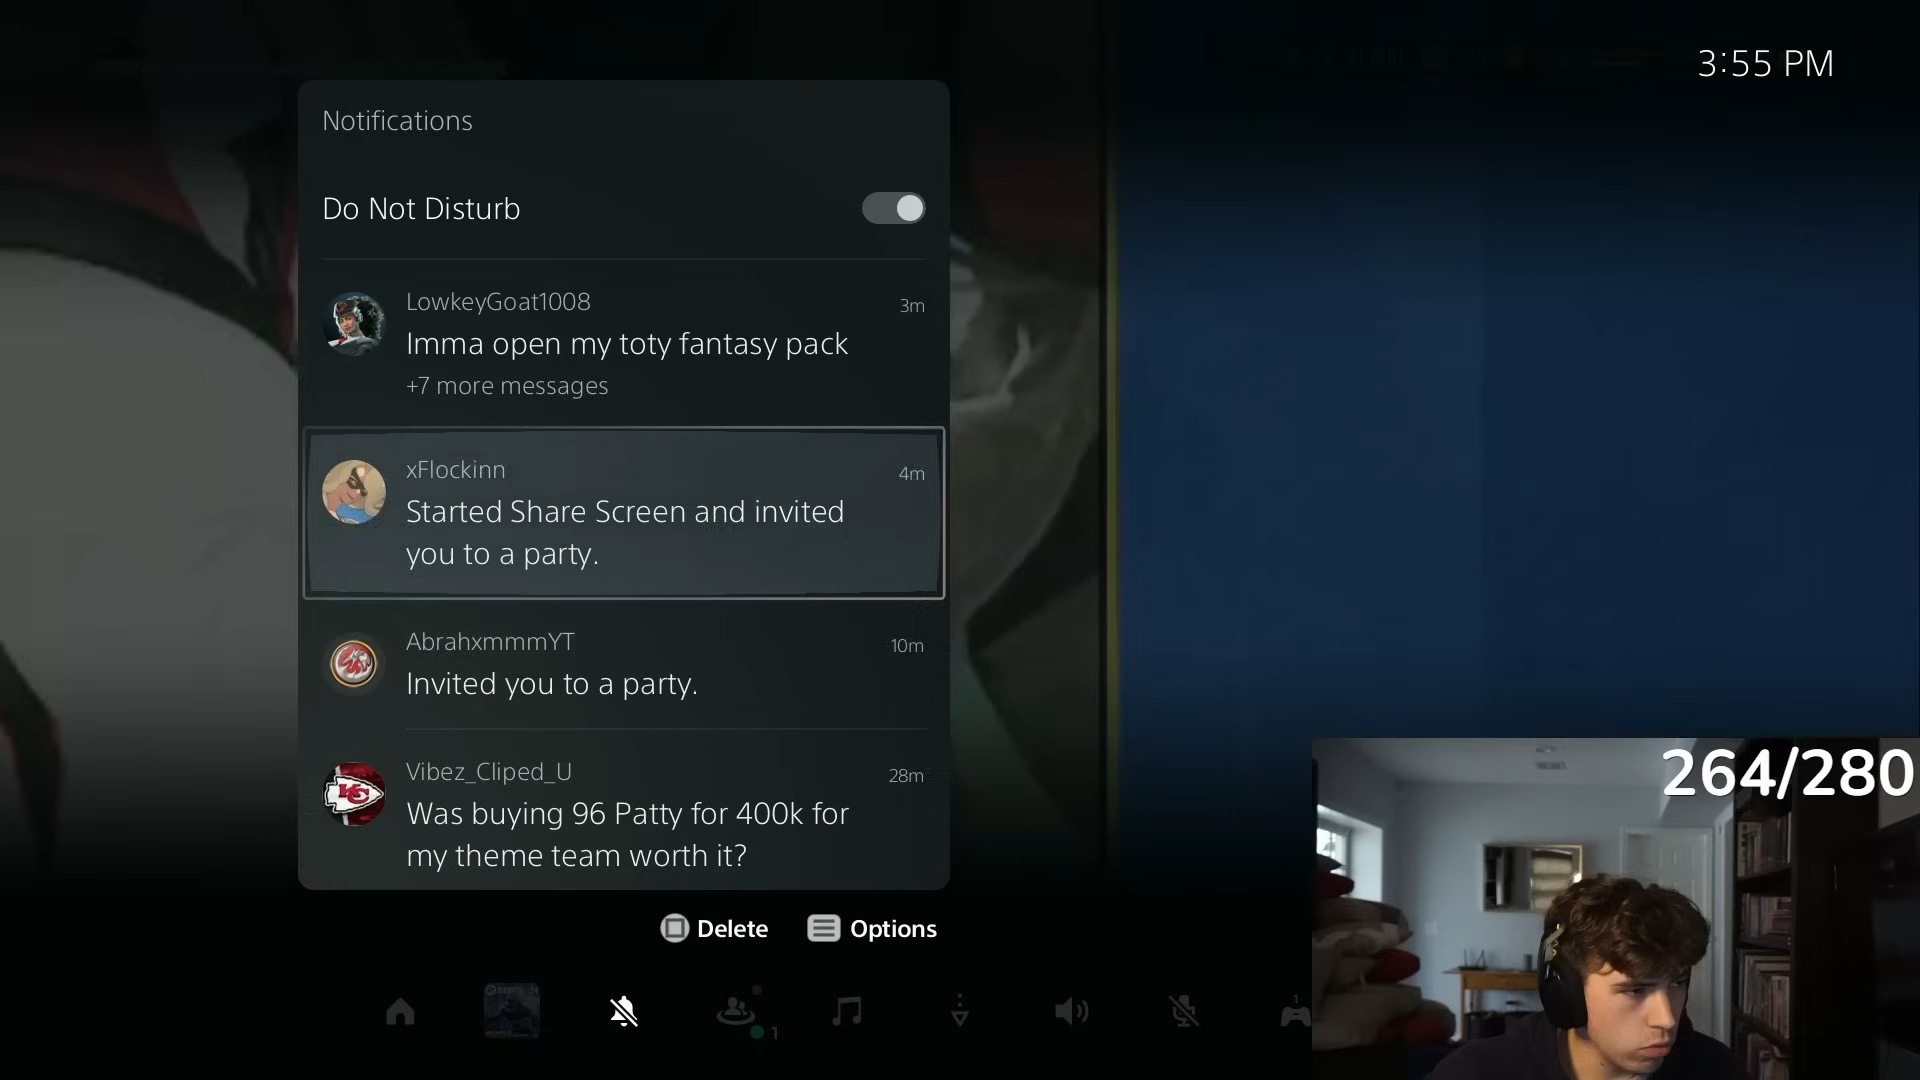 3:55 PM
Notifications
Do Not Disturb
LowkeyGoat1008
3m
Imma open my toty fantasy pack
+7 more messages
xFlockinn
4m
Started Share Screen and invited
you to a party.
AbrahxmmmYT
10m
Invited you to a party.
Vibez_Cliped_U
28m
Was buying 96 Patty for 400k for
my theme team worth it?
Delete
Options
264/280
1
1